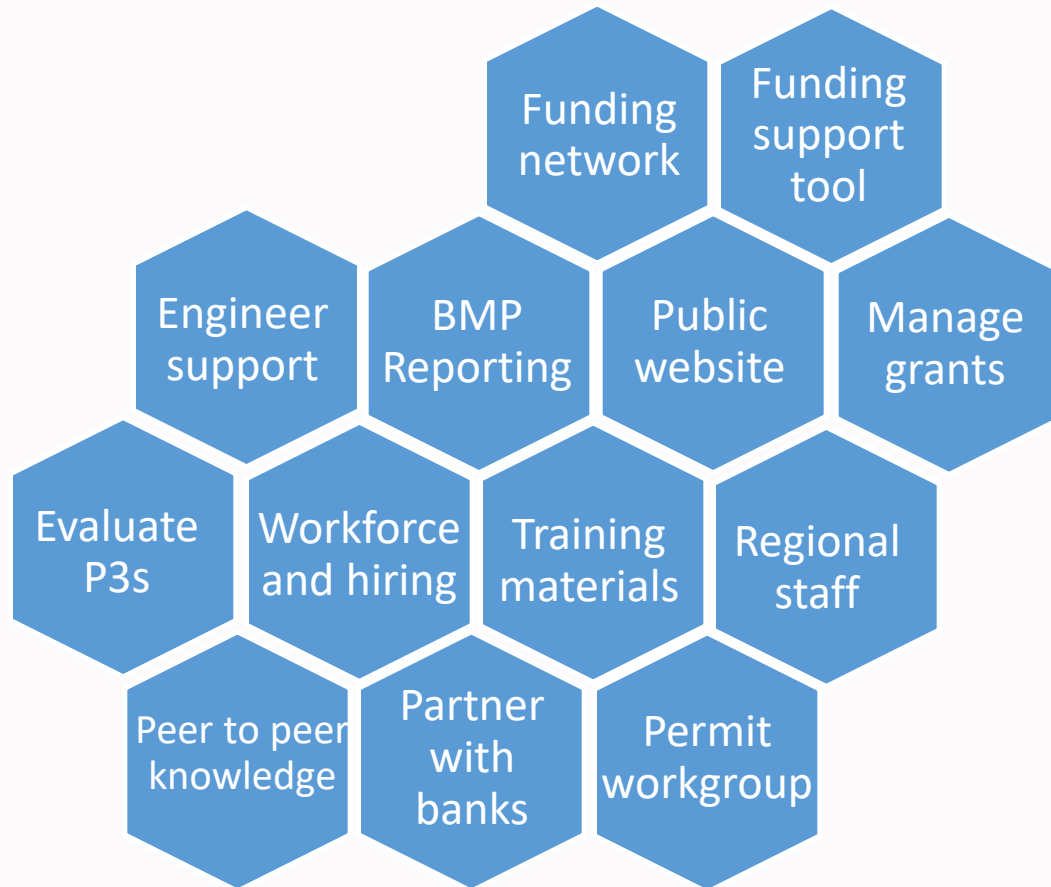 Funding
network
Funding
support
tool
Engineer
support
BMP
Reporting
Public
website
Manage
grants
Evaluate
P3s
Workforce
and hiring
Training
materials
Regional
staff
Peer to peer
knowledge
Partner
with
banks
Permit
workgroup